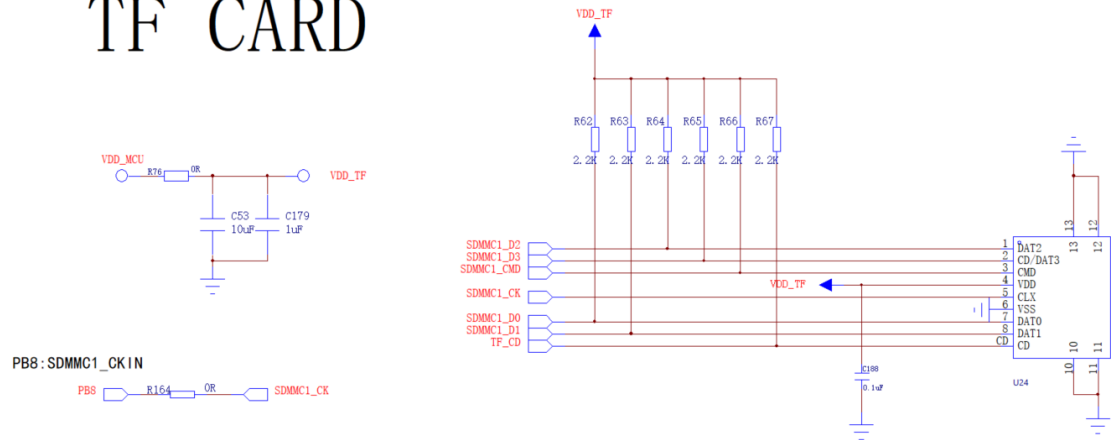 TF CARD
VDD_MCU
R76
0R
VDD_TF
C53
10uF
C179
1uF
PB8:SDMMC1_CKIN
PB8
R164
0R
SDMMC1_CK
VDD_TF
R62 R63 R64 R65 R66 R67
2.2K 2.2K 2.2K 2.2K 2.2K 2.2K
SDMMC1_D2
SDMMC1_D3
SDMMC1_CMD
SDMMC1_CK
SDMMC1_D0
SDMMC1_D1
TF_CD
VDD_TF
C188
0.1uF
13 12
13 12
1 DAT2
2 CD/DAT3
3 CMD
4 VDD
5 CLX
6 VSS
7 DAT0
8 DAT1
CD CD
10 11
10 11
U24